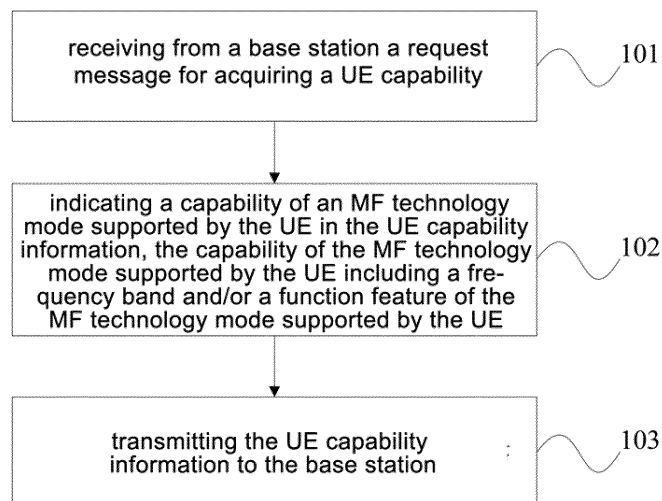 receiving from a base station a request
message for acquiring a UE capability
101
indicating a capability of an MF technology
mode supported by the UE in the UE capability
information, the capability of the MF technology
mode supported by the UE including a fre-
quency band and/or a function feature of the
MF technology mode supported by the UE
102
transmitting the UE capability
information to the base station
103